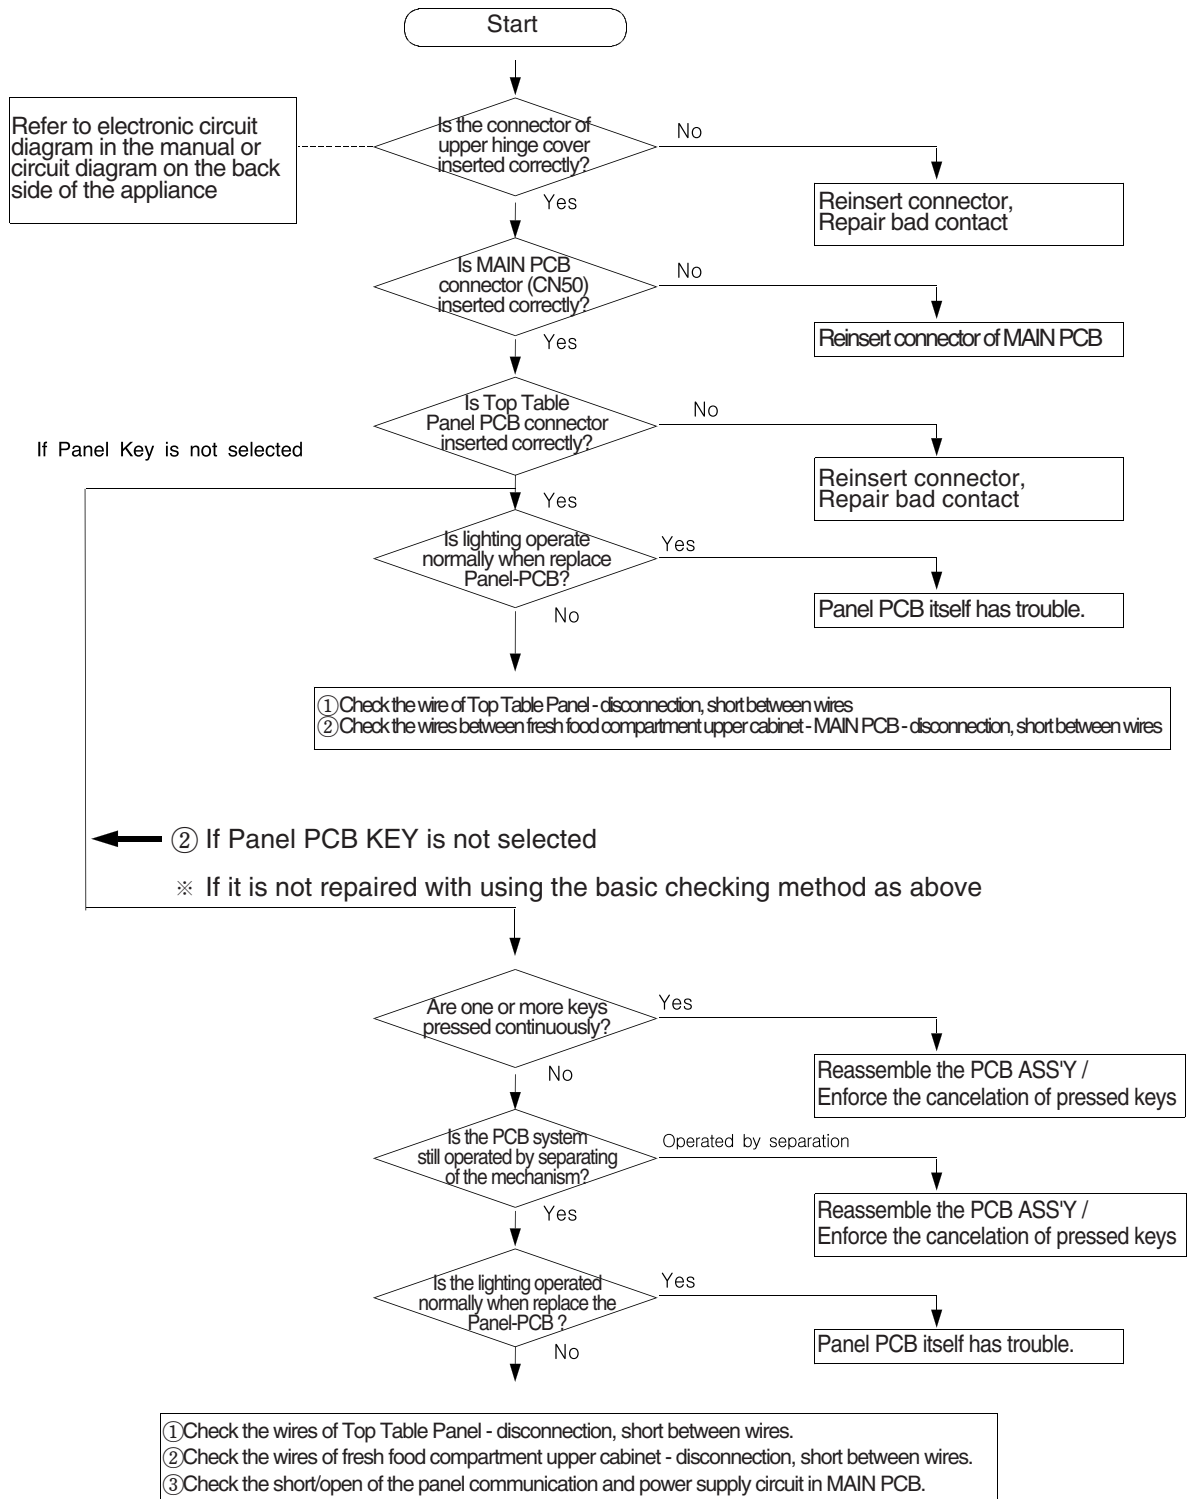 Start
Refer to electronic circuit
diagram in the manual or
circuit diagram on the back
side of the appliance
Is the connector of
upper hinge cover
inserted correctly?
No
Yes
Reinsert connector,
Repair bad contact
Is MAIN PCB
connector (CN50)
inserted correctly?
No
Yes
Reinsert connector of MAIN PCB
Is Top Table
Panel PCB connector
inserted correctly?
No
Reinsert connector,
Repair bad contact
If Panel Key is not selected
Yes
Is lighting operate
normally when replace
Panel-PCB?
Yes
No
Panel PCB itself has trouble.
①Check the wire of Top Table Panel - disconnection, short between wires
②Check the wires between fresh food compartment upper cabinet - MAIN PCB - disconnection, short between wires
② If Panel PCB KEY is not selected
※ If it is not repaired with using the basic checking method as above
Are one or more keys
pressed continuously?
Yes
No
Reassemble the PCB ASS'Y /
Enforce the cancelation of pressed keys
Is the PCB system
still operated by separating
of the mechanism?
Operated by separation
Yes
Reassemble the PCB ASS'Y /
Enforce the cancelation of pressed keys
Is the lighting operated
normally when replace the
Panel-PCB ?
Yes
No
Panel PCB itself has trouble.
①Check the wires of Top Table Panel - disconnection, short between wires.
②Check the wires of fresh food compartment upper cabinet - disconnection, short between wires.
③Check the short/open of the panel communication and power supply circuit in MAIN PCB.